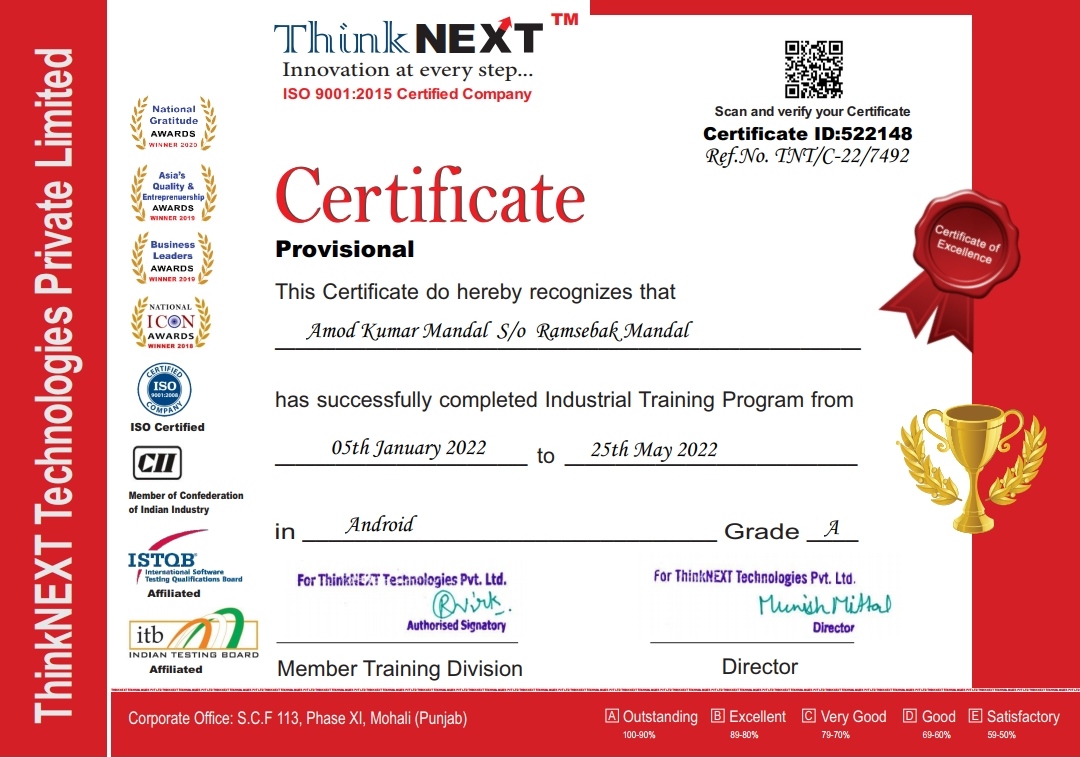 ThinkNEXT Technologies Private Limited
Think NEXT TM
Innovation at every step...
ISO 9001:2015 Certified Company
Scan and verify your Certificate
Certificate ID:522148
Ref.No. TNT/C-22/7492
National
Gratitude
AWARDS
WINNER 2020
Asia's
Quality &
Entreprenuership
AWARDS
WINNER 2019
Business
Leaders
AWARDS
WINNER 2019
NATIONAL
ICON
AWARDS
WINNER 2018
CERTIFIED
ISO
9001:2008
COMPANY
ISO Certified
CII
Member of Confederation
of Indian Industry
ISTQB
International Software
Testing Qualifications Board
Affiliated
itb
INDIAN TESTING BOARD
Affiliated
Certificate
Provisional
Certificate of
Excellence
This Certificate do hereby recognizes that
Amod Kumar Mandal S/o Ramsebak Mandal
has successfully completed Industrial Training Program from
05th January 2022 to 25th May 2022
in Android Grade A
For ThinkNEXT Technologies Pvt. Ltd.
RVirk.
Authorised Signatory
Member Training Division
For ThinkNEXT Technologies Pvt. Ltd.
Munish Mittal
Director
Director
Corporate Office: S.C.F 113, Phase XI, Mohali (Punjab)
A Outstanding B Excellent C Very Good D Good E Satisfactory
100-90% 89-80% 79-70% 69-60% 59-50%